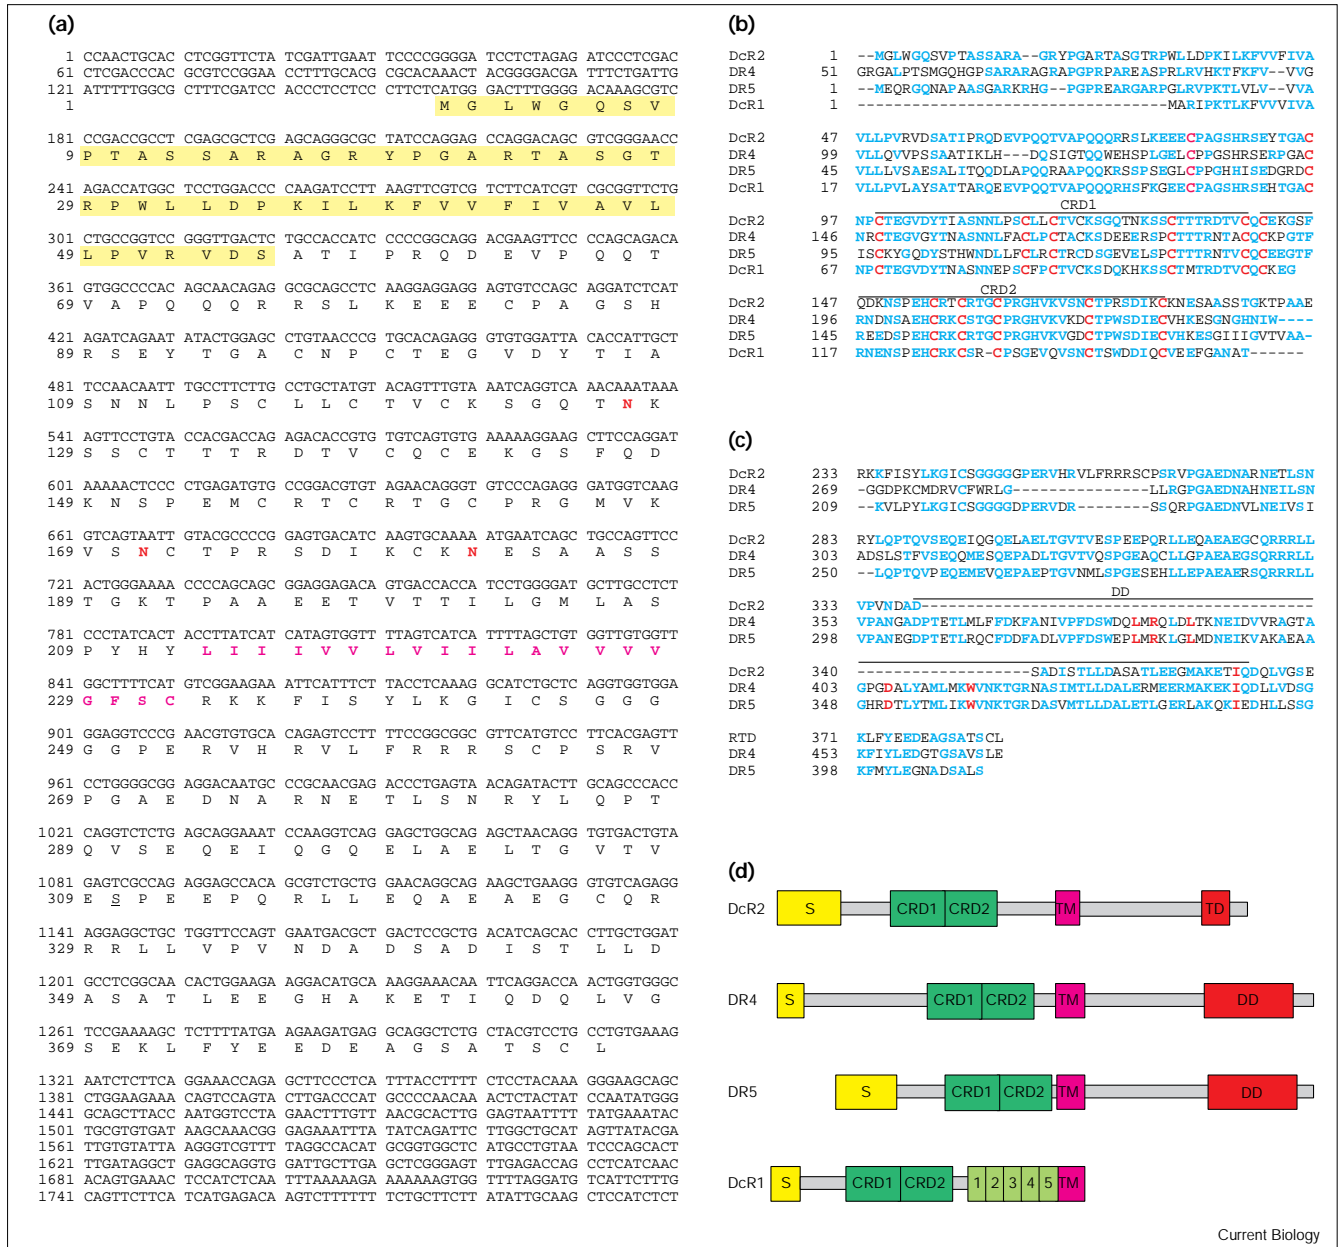 (a)
1 CCAACTGCAC CTCGGTTCTA TCGATTGAAT TCCCCGGGGA TCCTCTAGAG ATCCCTCGAC
61 CTCGACCCAC GCGTCCGGAA CCTTTGCACG CGCACAAACT ACGGGGACGA TTTCTGATTG
121 ATTTTTGGCG CTTTCGATCC ACCCTCCTCC CTTCTCATGG GACTTTGGGG ACAAAGCGTC
1 M G L W G Q S V
181 CCGACCGCCT CGAGCGCTCG AGCAGGGCGC TATCCAGGAG CCAGGACAGC GTCGGGAACC
9 P T A S S A R A G R Y P G A R T A S G T
241 AGACCATGGC TCCTGGACCC CAAGATCCTT AAGTTCGTCG TCTTCATCGT CGCGGTTCTG
29 R P W L L D P K I L K F V V F I V A V L
301 CTGCCGGTCC GGGTTGACTC TGCCACCATC CCCCGGCAGG ACGAAGTTCC CCAGCAGACA
49 L P V R V D S A T I P R Q D E V P Q Q T
361 GTGGCCCCAC AGCAACAGAG GCGCAGCCTC AAGGAGGAGG AGTGTCCAGC AGGATCTCAT
69 V A P Q Q Q R R S L K E E E C P A G S H
421 AGATCAGAAT ATACTGGAGC CTGTAACCCG TGCACAGAGG GTGTGGATTA CACCATTGCT
89 R S E Y T G A C N P C T E G V D Y T I A
481 TCCAACAATT TGCCTTCTTG CCTGCTATGT ACAGTTTGTA AATCAGGTCA AACAAATAAA
109 S N N L P S C L L C T V C K S G Q T N K
541 AGTTCCTGTA CCACGACCAG AGACACCGTG TGTCAGTGTG AAAAAGGAAG CTTCCAGGAT
129 S S C T T T R D T V C Q C E K G S F Q D
601 AAAAACTCCC CTGAGATGTG CCGGACGTGT AGAACAGGGT GTCCCAGAGG GATGGTCAAG
149 K N S P E M C R T C R T G C P R G M V K
661 GTCAGTAATT GTACGCCCCG GAGTGACATC AAGTGCAAAA ATGAATCAGC TGCCAGTTCC
169 V S N C T P R S D I K C K N E S A A S S
721 ACTGGGAAAA CCCCAGCAGC GGAGGAGACA GTGACCACCA TCCTGGGGAT GCTTGCCTCT
189 T G K T P A A E E T V T T I L G M L A S
781 CCCTATCACT ACCTTATCAT CATAGTGGTT TTAGTCATCA TTTTAGCTGT GGTTGTGGTT
209 P Y H Y L I I I V V L V I I L A V V V V
841 GGCTTTTCAT GTCGGAAGAA ATTCATTTCT TACCTCAAAG GCATCTGCTC AGGTGGTGGA
229 G F S C R K K F I S Y L K G I C S G G G
901 GGAGGTCCCG AACGTGTGCA CAGAGTCCTT TTCCGGCGGC GTTCATGTCC TTCACGAGTT
249 G G P E R V H R V L F R R R S C P S R V
961 CCTGGGGCGG AGGACAATGC CCGCAACGAG ACCCTGAGTA ACAGATACTT GCAGCCCACC
269 P G A E D N A R N E T L S N R Y L Q P T
1021 CAGGTCTCTG AGCAGGAAAT CCAAGGTCAG GAGCTGGCAG AGCTAACAGG TGTGACTGTA
289 Q V S E Q E I Q G Q E L A E L T G V T V
1081 GAGTCGCCAG AGGAGCCACA GCGTCTGCTG GAACAGGCAG AAGCTGAAGG GTGTCAGAGG
309 E S P E E P Q R L L E Q A E A E G C Q R
1141 AGGAGGCTGC TGGTTCCAGT GAATGACGCT GACTCCGCTG ACATCAGCAC CTTGCTGGAT
329 R R L L V P V N D A D S A D I S T L L D
1201 GCCTCGGCAA CACTGGAAGA AGGACATGCA AAGGAAACAA TTCAGGACCA ACTGGTGGGC
349 A S A T L E E G H A K E T I Q D Q L V G
1261 TCCGAAAAGC TCTTTTATGA AGAAGATGAG GCAGGCTCTG CTACGTCCTG CCTGTGAAAG
369 S E K L F Y E E D E A G S A T S C L
1321 AATCTCTTCA GGAAACCAGA GCTTCCCTCA TTTACCTTTT CTCCTACAAA GGGAAGCAGC
1381 CTGGAAGAAA CAGTCCAGTA CTTGACCCAT GCCCCAACAA ACTCTACTAT CCAATATGGG
1441 GCAGCTTACC AATGGTCCTA GAACTTTGTT AACGCACTTG GAGTAATTTT TATGAAATAC
1501 TGCGTGTGAT AAGCAAACGG GAGAAATTTA TATCAGATTC TTGGCTGCAT AGTTATACGA
1561 TTGTGTATTA AGGGTCGTTT TAGGCCACAT GCGGTGGCTC ATGCCTGTAA TCCCAGCACT
1621 TTGATAGGCT GAGGCAGGTG GATTGCTTGA GCTCGGGAGT TTGAGACCAG CCTCATCAAC
1681 ACAGTGAAAC TCCATCTCAA TTTAAAAAGA AAAAAAGTGG TTTTAGGATG TCATTCTTTG
1741 CAGTTCTTCA TCATGAGACA AGTCTTTTTT TCTGCTTCTT ATATTGCAAG CTCCATCTCT
(b)
DcR2 1 --MGLWGQSVPTASSARA--GRYPGARTASGTRPWLLDPKILKFVVFIVA
DR4 51 GRGALPTSMGQHGPSARARAGRAPGPRPAREASPRLRVHKTFKFV--VVG
DR5 1 --MEQRGQNAPAASGARKRHG-PGPREARGARPGLRVPKTLVLV-VVA
DcR1 1 ---------------------------------MARIPKTLKFVVVIVA
DcR2 47 VLLPVRVDSATIPRQDEVPQQTVAPQQQRRSLKEEECPAGSHRSEYTGAC
DR4 99 VLLQVVPSSAATIKLH---DQSIGTQQWEHSPLGELCPPGSHRSERPGAC
DR5 45 VLLLVSAESALITQQDLAPQQRAAPQQKRSSPSEGLCPPGHHISEDGRDC
DcR1 17 VLLPVLAYSATTARQEEVPQQTVAPQQQRHSFKGEECPAGSHRSEHTGAC
CRD1
DcR2 97 NPCTEGVDYTIASNNLPSCLLCTVCKSGQTNKSSCTTTRDTVCQCEKGSF
DR4 146 NRCTEGVGYTNASNNLFACLPCTACKSDEEERSPCTTTRNTACQCKPGTF
DR5 95 ISCKYGQDYSTHWNDLLFCLRCTRCDSGEVELSPCTTTRNTVCQCEEGTF
DcR1 67 NPCTEGVDYTNASNNEPSCFPCTVCKSDQKHKSSCTMTRDTVCQCKEG
CRD2
DcR2 147 QDKNSPEHCRTCRTGCPRGHVKVSNCTPRSDIKCKNESAASSTGKTPAAE
DR4 196 RNDNSAEHCRKCSTGCPRGHVKVKDCTPWSDIECVHKESGNGHNIW----
DR5 145 REEDSPEHCRKCRTGCPRGHVKVGDCTPWSDIECVHKESGIIIGVTVAA-
DcR1 117 RNENSPEHCRKCSR-CPSGEVQVSNCTSWDDIQCVEEFGANAT------
(c)
DcR2 233 RKKFISYLKGICSGGGGGPERVHRVLFRRRSCPSRVPGAEDNARNETLSN
DR4 269 -GGDPKCMDRVCFWRLG--------------LLRGPGAEDNAHNEILSN
DR5 209 --KVLPYLKGICSGGGGDPERVDR--------SSQRPGAEDNVLNEIVSI
DcR2 283 RYLQPTQVSEQEIQGQELAELTGVTVESPEEPQRLLEQAEAEGCQRRRLL
DR4 303 ADSLSTFVSEQQMESQEPADLTGVTVQSPGEAQCLLGPAEAEGSQRRRLL
DR5 250 --LQPTQVPEQEMEVQEPAEPTGVNMLSPGESEHLLEPAEAERSQRRRLL
DD
DcR2 333 VPVNDAD-------------------------------------------
DR4 353 VPANGADPTETLMLFFDKFANIVPFDSWDQLMRQLDLTKNEIDVVRAGTA
DR5 298 VPANEGDPTETLRQCFDDFADLVPFDSWEPLMRKLGLMDNEIKVAKAEAA
DcR2 340 ----------------------SADISTLLDASATLEEGMAKETIQDQLVGSE
DR4 403 GPGDALYAMLMKWVNKTGRNASIMTLLDALERMEERMAKEKIQDLLVDSG
DR5 348 GHRDTLYTMLIKWVNKTGRDASVMTLLDALETLGERLAKQKIEDHLLSSG
RTD 371 KLFYEEDEAGSATSCL
DR4 453 KFIYLEDGTGSAVSLE
DR5 398 KFMYLEGNADSALS
(d)
DcR2 S CRD1 CRD2 TM TD
DR4 S CRD1 CRD2 TM DD
DR5 S CRD1 CRD2 TM DD
DcR1 S CRD1 CRD2 1 2 3 4 5 TM
Current Biology